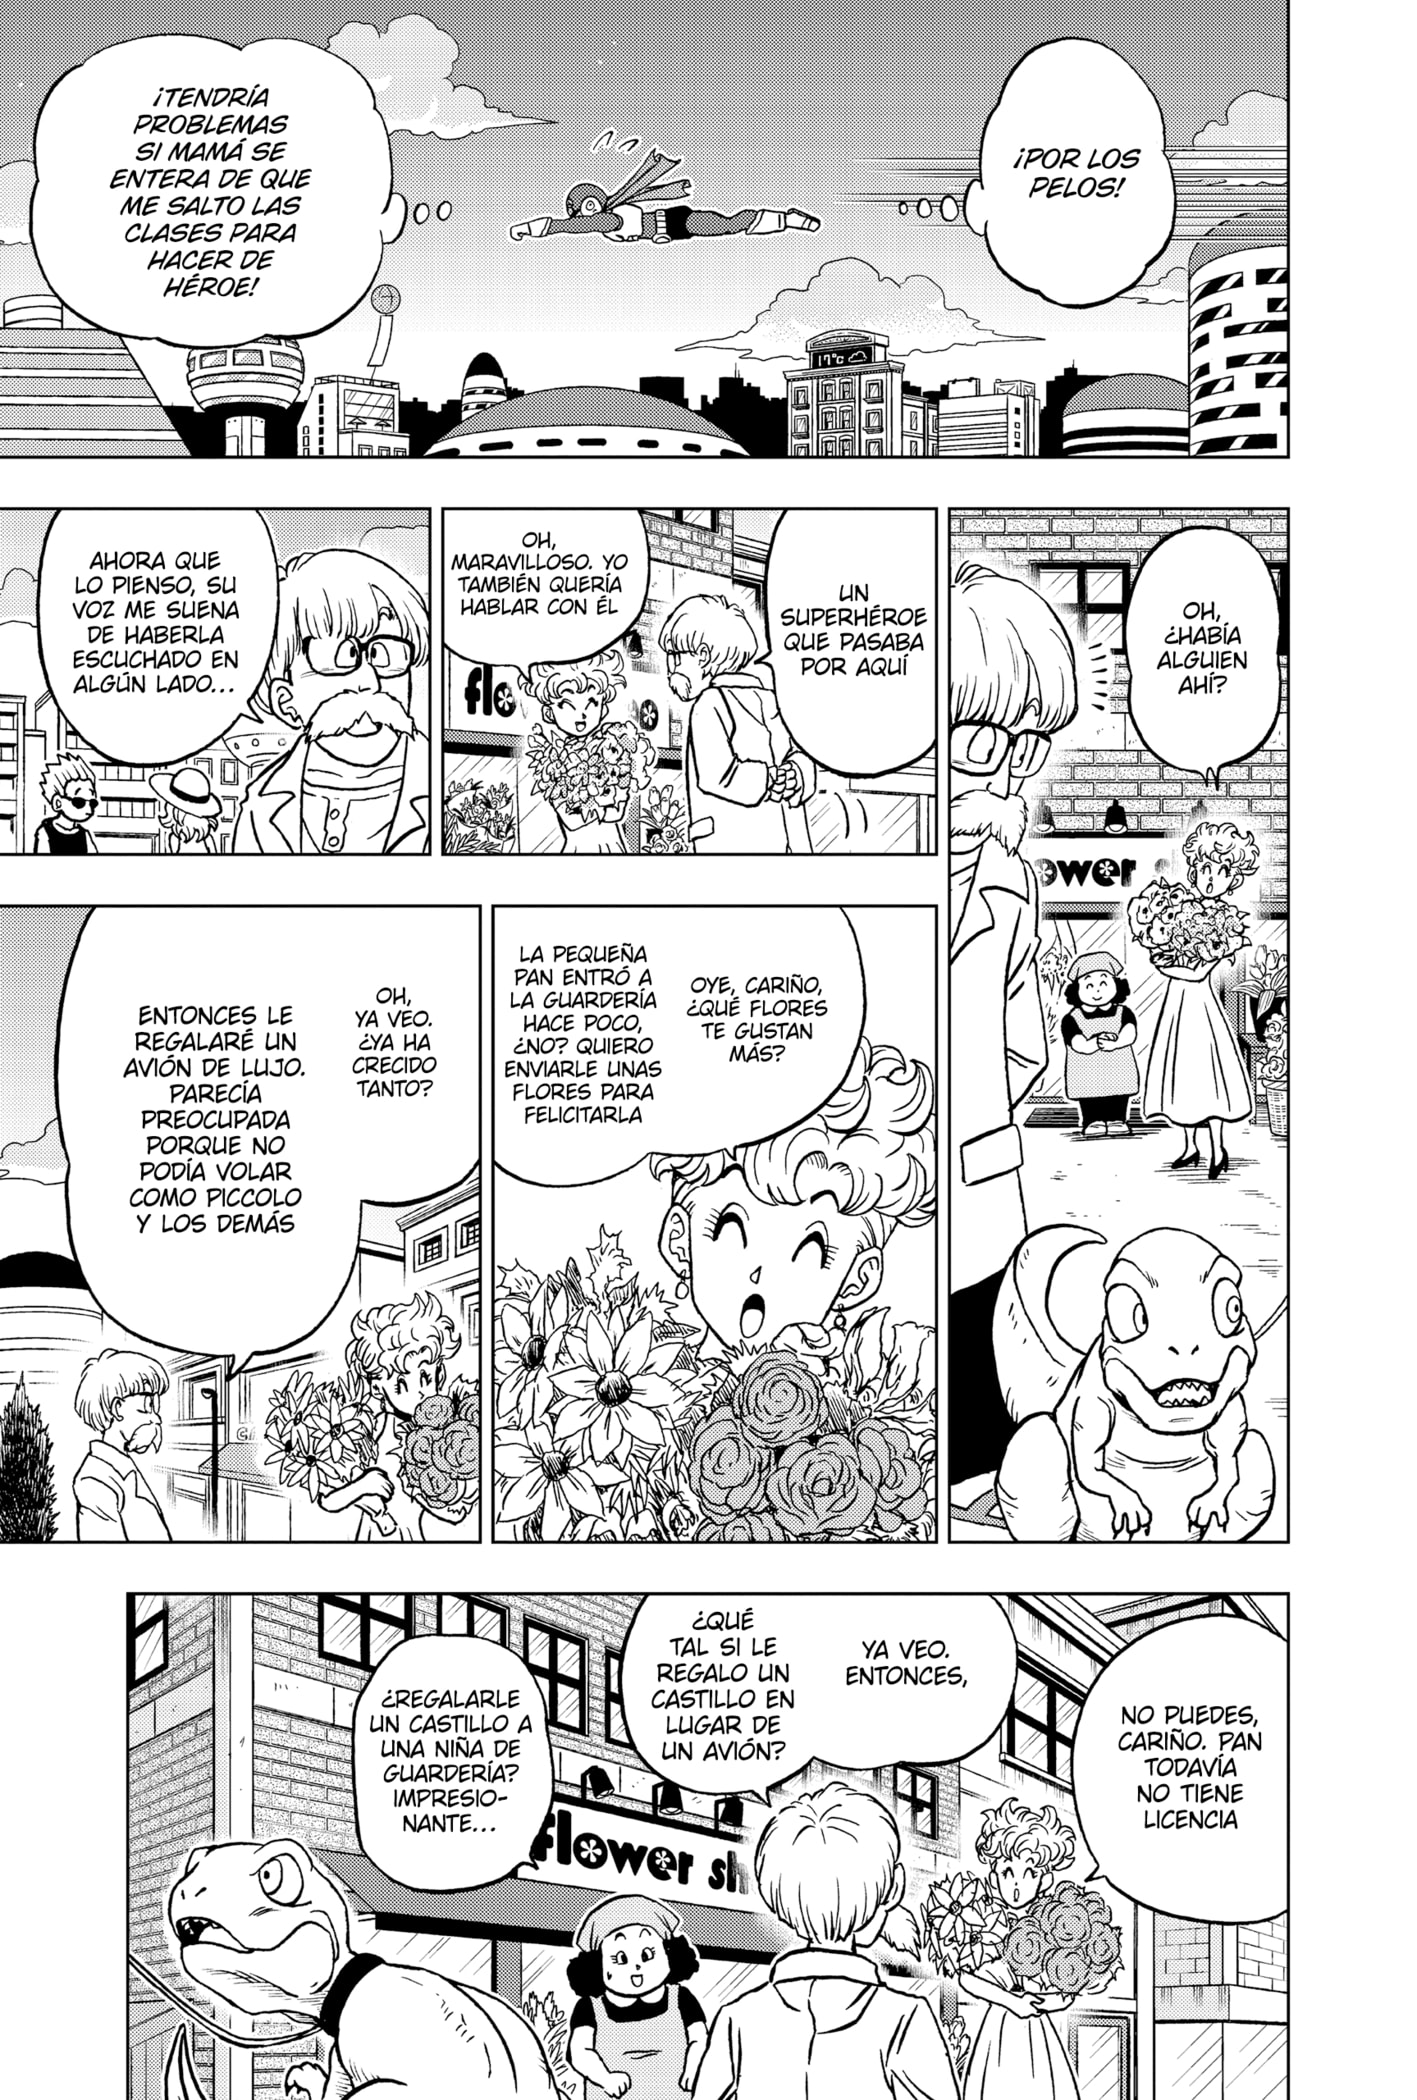 ¡POR LOS
PELOS!
¡TENDRÍA
PROBLEMAS
SI MAMÁ SE
ENTERA DE QUE
ME SALTO LAS
CLASES PARA
HACER DE
HÉROE!
17°C
OH,
¿HABÍA
ALGUIEN
AHÍ?
ower s
UN
SUPERHÉROE
QUE PASABA
POR AQUÍ
OH,
MARAVILLOSO. YO
TAMBIÉN QUERÍA
HABLAR CON ÉL
flo
AHORA QUE
LO PIENSO, SU
VOZ ME SUENA
DE HABERLA
ESCUCHADO EN
ALGÚN LADO...
OYE, CARIÑO,
¿QUÉ FLORES
TE GUSTAN
MÁS?
LA PEQUEÑA
PAN ENTRÓ A
LA GUARDERÍA
HACE POCO,
¿NO? QUIERO
ENVIARLE UNAS
FLORES PARA
FELICITARLA
OH,
YA VEO.
¿YA HA
CRECIDO
TANTO?
ENTONCES LE
REGALARÉ UN
AVIÓN DE LUJO.
PARECÍA
PREOCUPADA
PORQUE NO
PODÍA VOLAR
COMO PICCOLO
Y LOS DEMÁS
NO PUEDES,
CARIÑO. PAN
TODAVÍA
NO TIENE
LICENCIA
YA VEO.
ENTONCES,
¿QUÉ
TAL SI LE
REGALO UN
CASTILLO EN
LUGAR DE
UN AVIÓN?
¿REGALARLE
UN CASTILLO A
UNA NIÑA DE
GUARDERÍA?
IMPRESIO-
NANTE...
flower sh